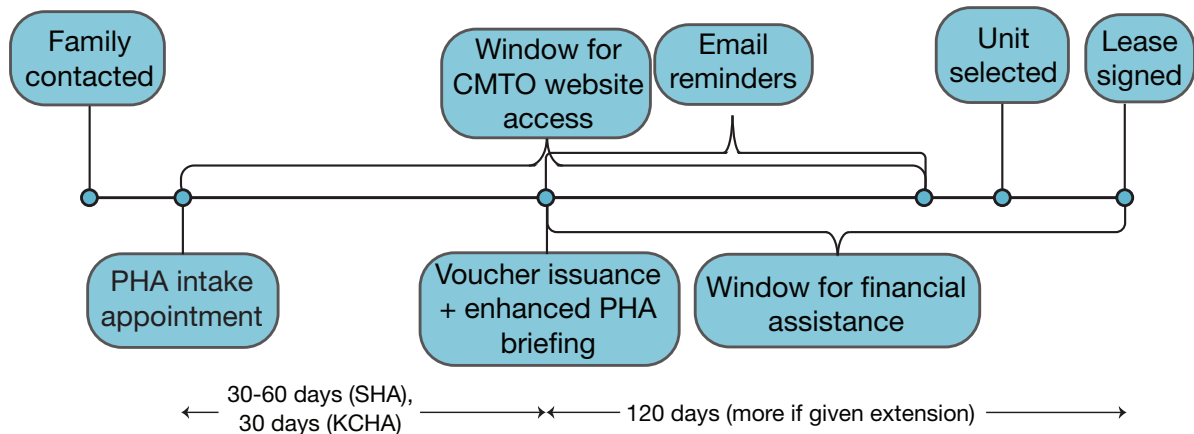 Family
contacted
Window for
CMTO website
access
Email
reminders
Unit
selected
Lease
signed
PHA intake
appointment
Voucher issuance
+ enhanced PHA
briefing
Window for financial
assistance
30-60 days (SHA),
30 days (KCHA)
120 days (more if given extension)